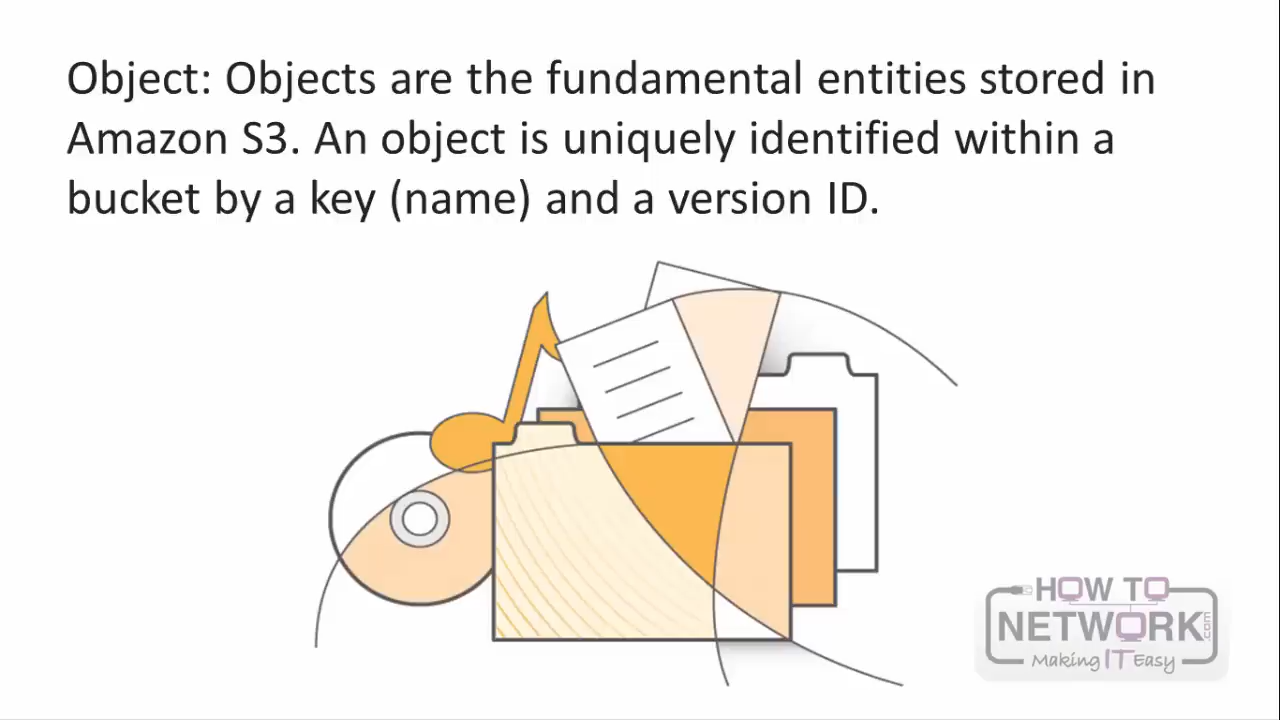 Object: Objects are the fundamental entities stored in
Amazon S3. An object is uniquely identified within a
bucket by a key (name) and a version ID.
HOW TO
NETWORK.com
Making IT Easy